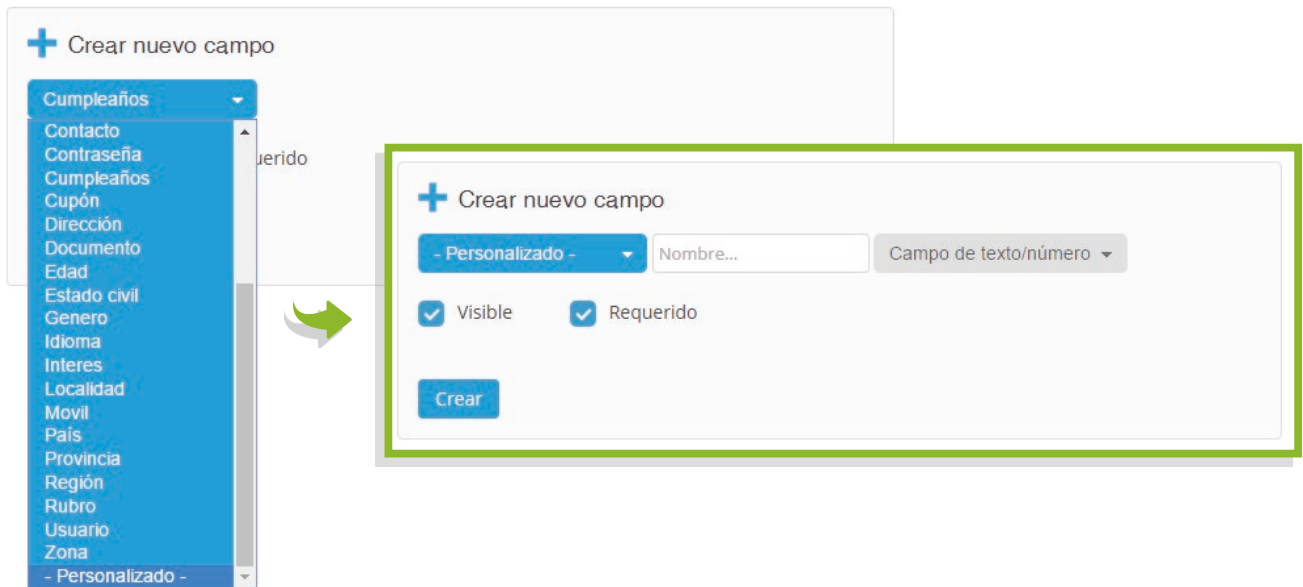 Crear nuevo campo
Cumpleaños
Contacto
Contraseña
Cumpleaños
Cupón
Dirección
Documento
Edad
Estado civil
Genero
Idioma
Interes
Localidad
Movil
País
Provincia
Región
Rubro
Usuario
Zona
- Personalizado -
uerido
Crear nuevo campo
- Personalizado - Nombre... Campo de texto/número
Visible Requerido
Crear